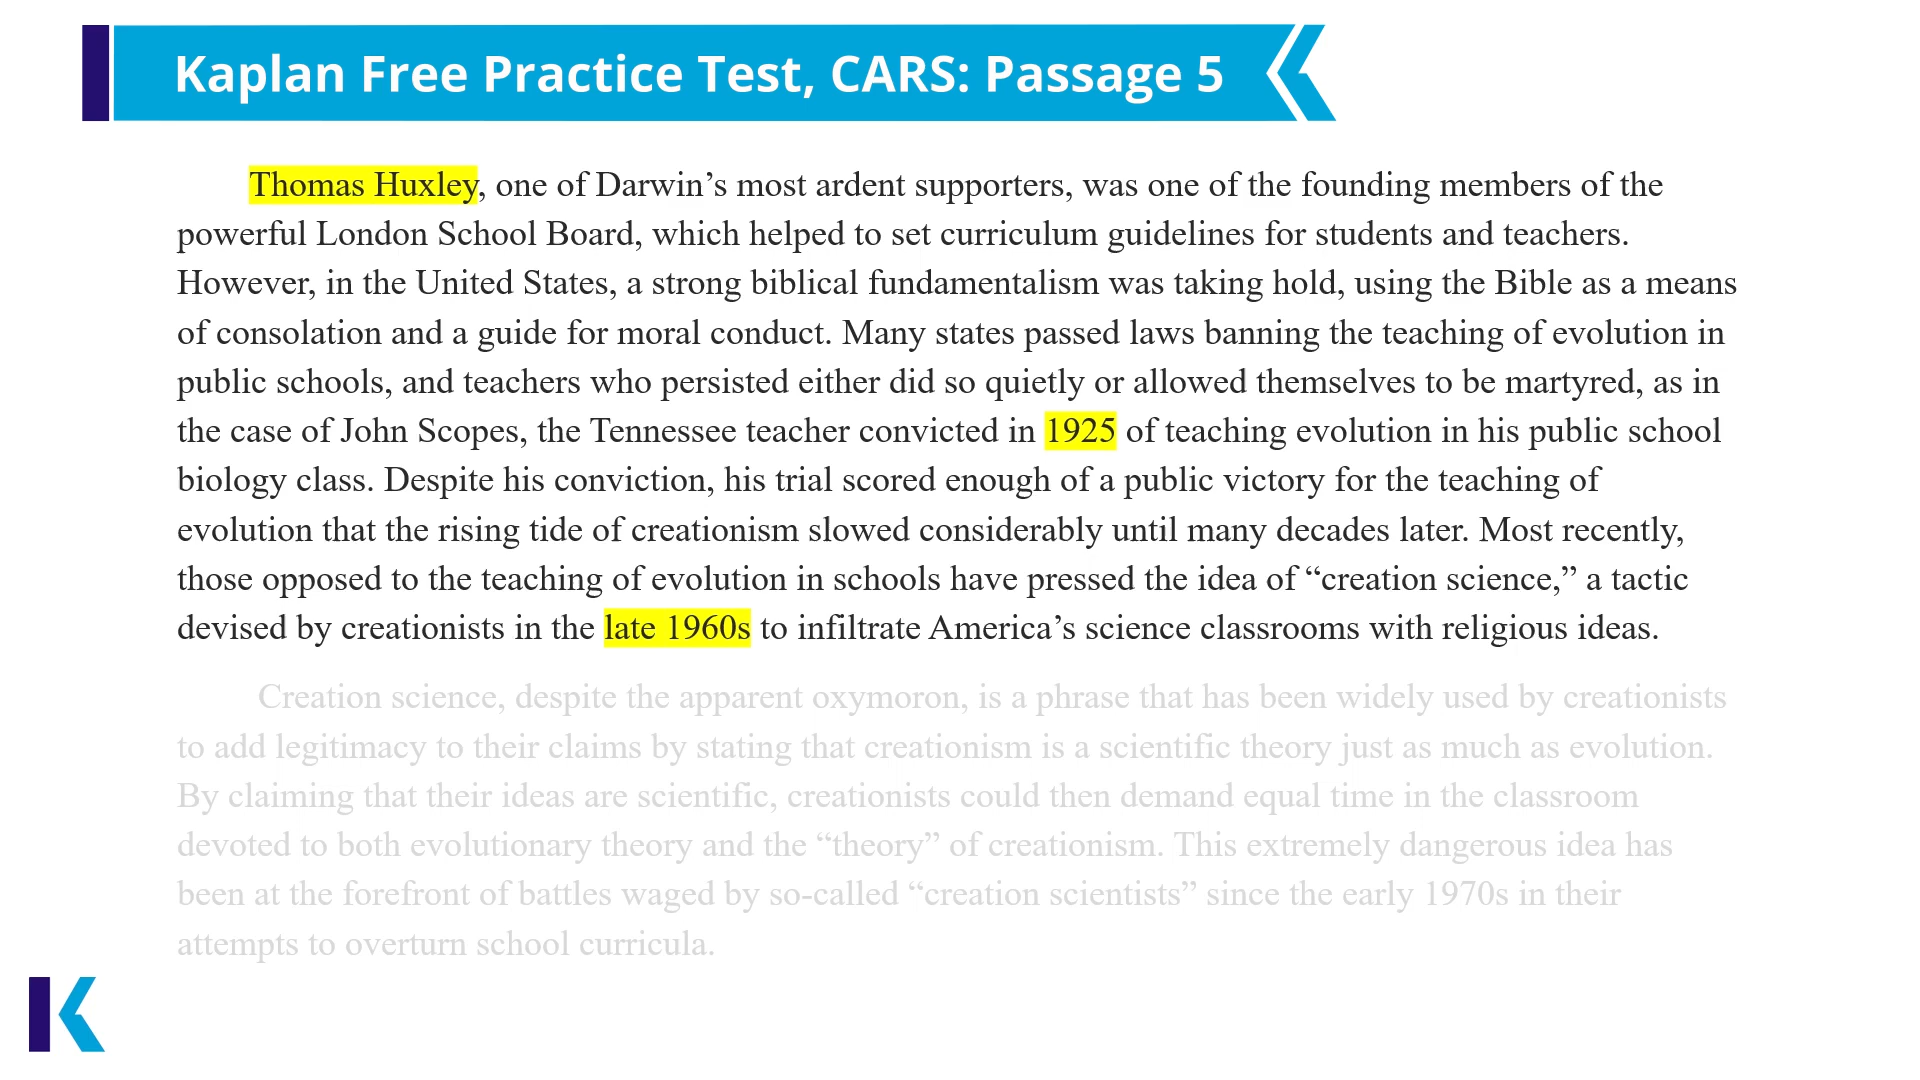 Kaplan Free Practice Test, CARS: Passage 5
Thomas Huxley, one of Darwin’s most ardent supporters, was one of the founding members of the
powerful London School Board, which helped to set curriculum guidelines for students and teachers.
However, in the United States, a strong biblical fundamentalism was taking hold, using the Bible as a means
of consolation and a guide for moral conduct. Many states passed laws banning the teaching of evolution in
public schools, and teachers who persisted either did so quietly or allowed themselves to be martyred, as in
the case of John Scopes, the Tennessee teacher convicted in 1925 of teaching evolution in his public school
biology class. Despite his conviction, his trial scored enough of a public victory for the teaching of
evolution that the rising tide of creationism slowed considerably until many decades later. Most recently,
those opposed to the teaching of evolution in schools have pressed the idea of “creation science,” a tactic
devised by creationists in the late 1960s to infiltrate America’s science classrooms with religious ideas.
Creation science, despite the apparent oxymoron, is a phrase that has been widely used by creationists
to add legitimacy to their claims by stating that creationism is a scientific theory just as much as evolution.
By claiming that their ideas are scientific, creationists could then demand equal time in the classroom
devoted to both evolutionary theory and the “theory” of creationism. This extremely dangerous idea has
been at the forefront of battles waged by so-called “creation scientists” since the early 1970s in their
attempts to overturn school curricula.